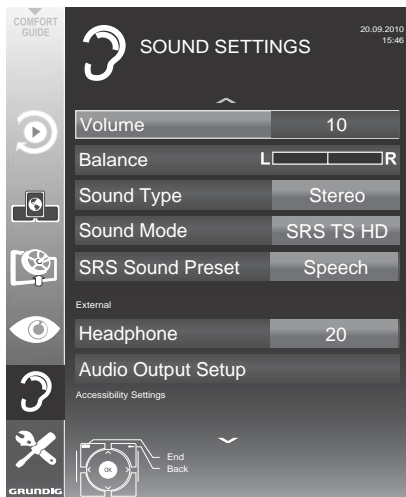 COMFORT
GUIDE
SOUND SETTINGS
20.09.2010
15:46
Volume 10
Balance L R
Sound Type Stereo
Sound Mode SRS TS HD
SRS Sound Preset Speech
External
Headphone 20
Audio Output Setup
Accessibility Settings
End
Back
OK
GRUNDIG